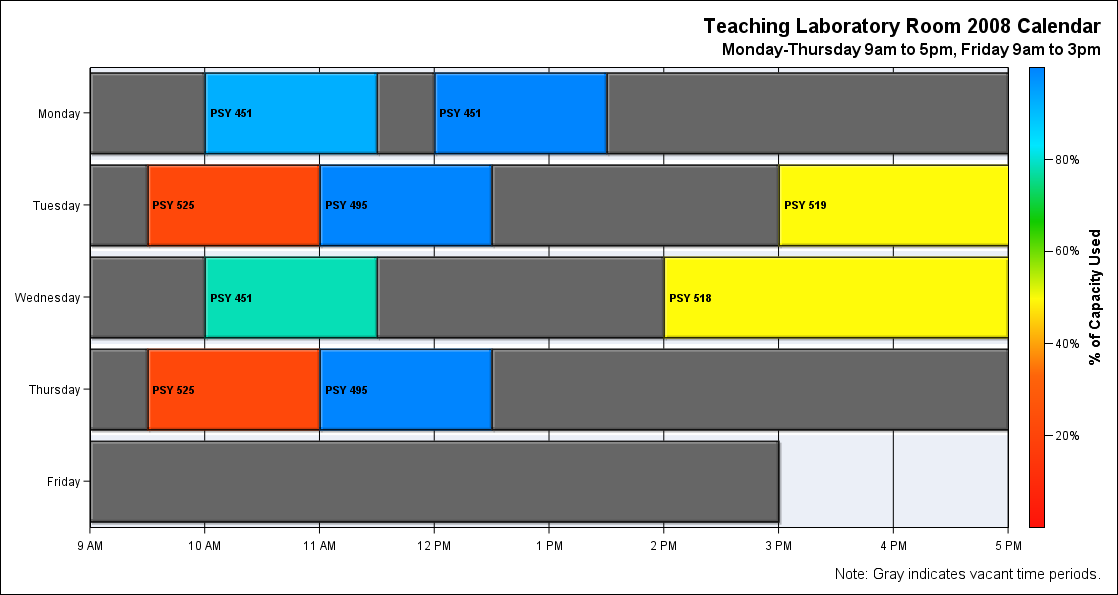 Teaching Laboratory Room 2008 Calendar
Monday-Thursday 9am to 5pm, Friday 9am to 3pm
Monday
PSY 451
PSY 451
Tuesday
PSY 525
PSY 495
PSY 519
Wednesday
PSY 451
PSY 518
Thursday
PSY 525
PSY 495
Friday
9 AM
10 AM
11 AM
12 PM
1 PM
2 PM
3 PM
4 PM
5 PM
80%
60%
40%
20%
% of Capacity Used
Note: Gray indicates vacant time periods.